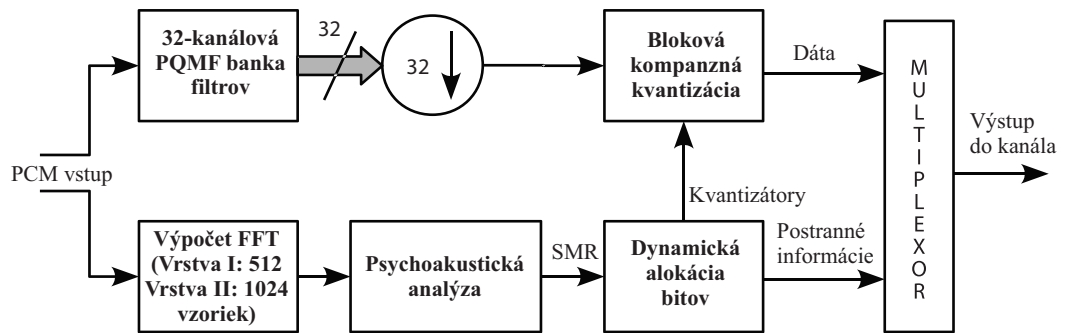 32-kanálová
PQMF banka
filtrov
32
32
Bloková
kompanzná
kvantizácia
Dáta
MULTIPLEXOR
Výstup
do kanála
PCM vstup
Kvantizátory
Výpočet FFT
(Vrstva I: 512
Vrstva II: 1024
vzoriek)
Psychoakustická
analýza
SMR
Dynamická
alokácia
bitov
Postranné
informácie